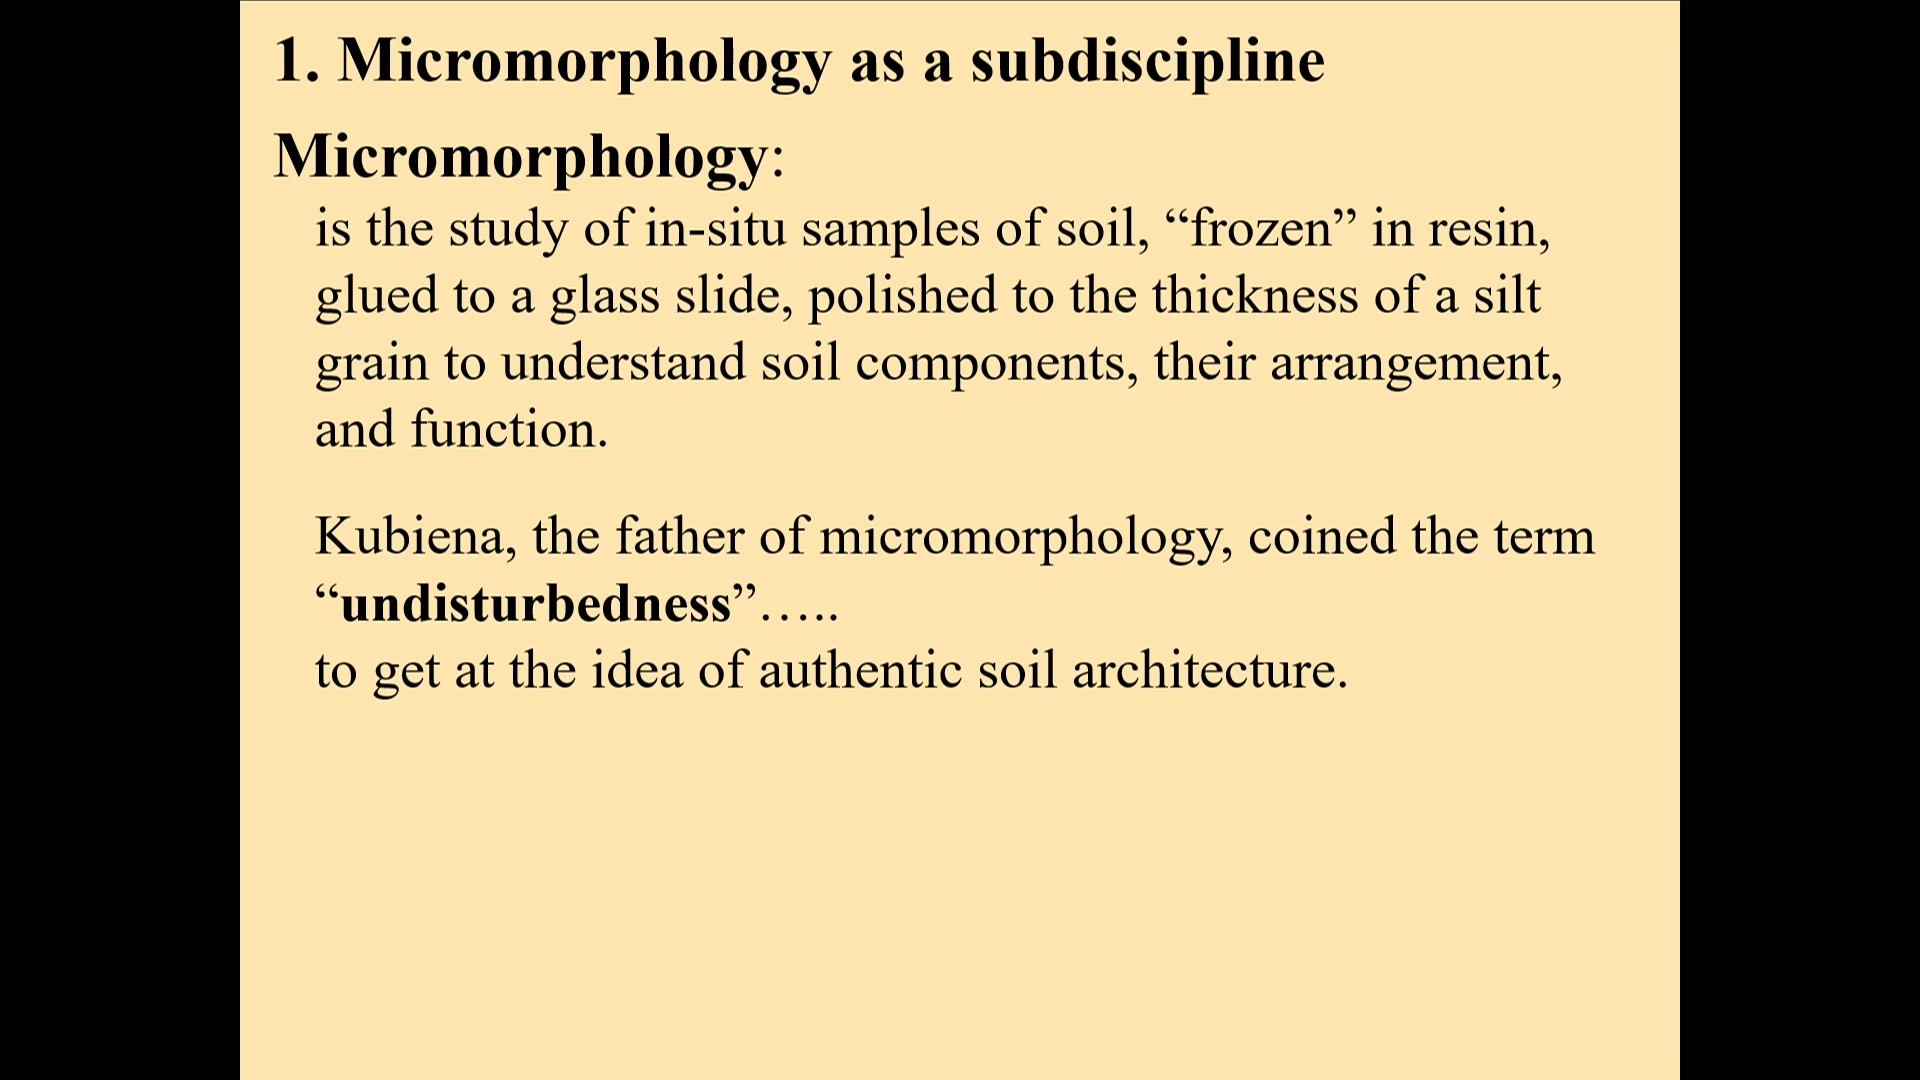 1. Micromorphology as a subdiscipline
Micromorphology:
is the study of in-situ samples of soil, “frozen” in resin,
glued to a glass slide, polished to the thickness of a silt
grain to understand soil components, their arrangement,
and function.
Kubiena, the father of micromorphology, coined the term
“undisturbedness”…..
to get at the idea of authentic soil architecture.